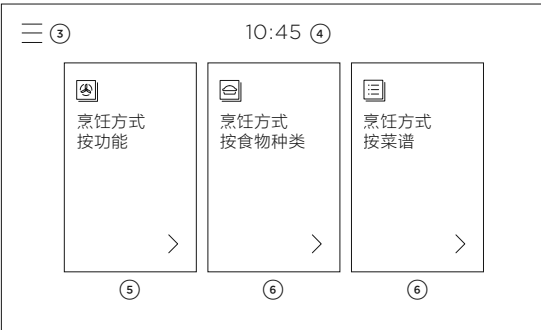 ③ 10:45 ④
烹饪方式
按功能
烹饪方式
按食物种类
烹饪方式
按菜谱
⑤ ⑥ ⑥